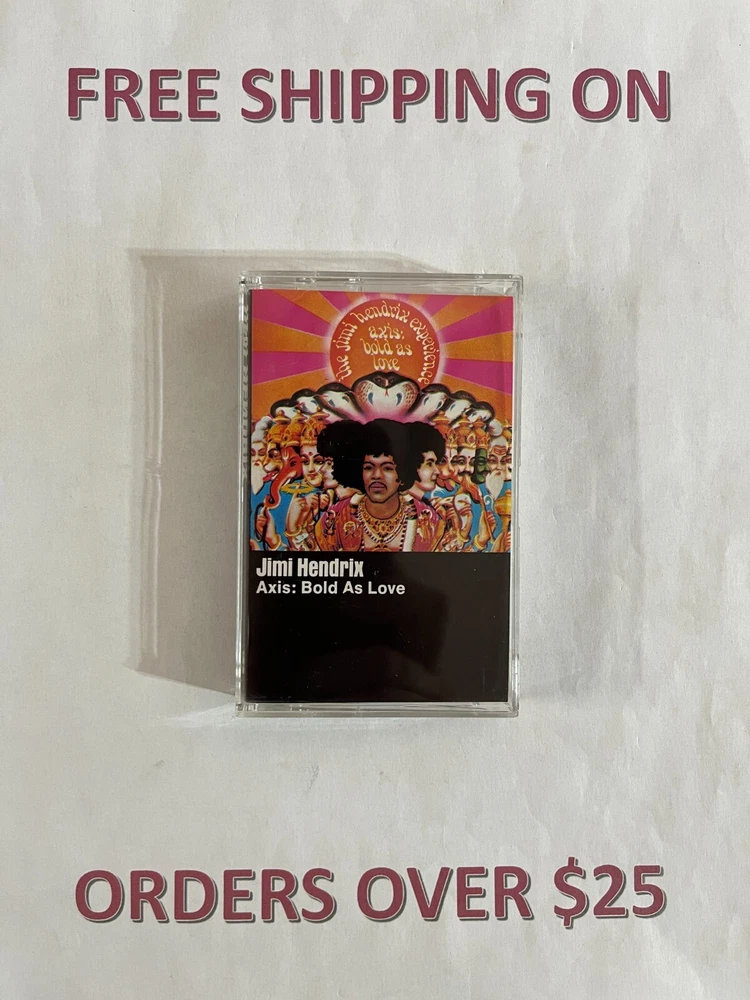 FREE SHIPPING ON
the jimi hendrix experience
axis:
bold as
love
Jimi Hendrix
Axis: Bold As Love
ORDERS OVER $25